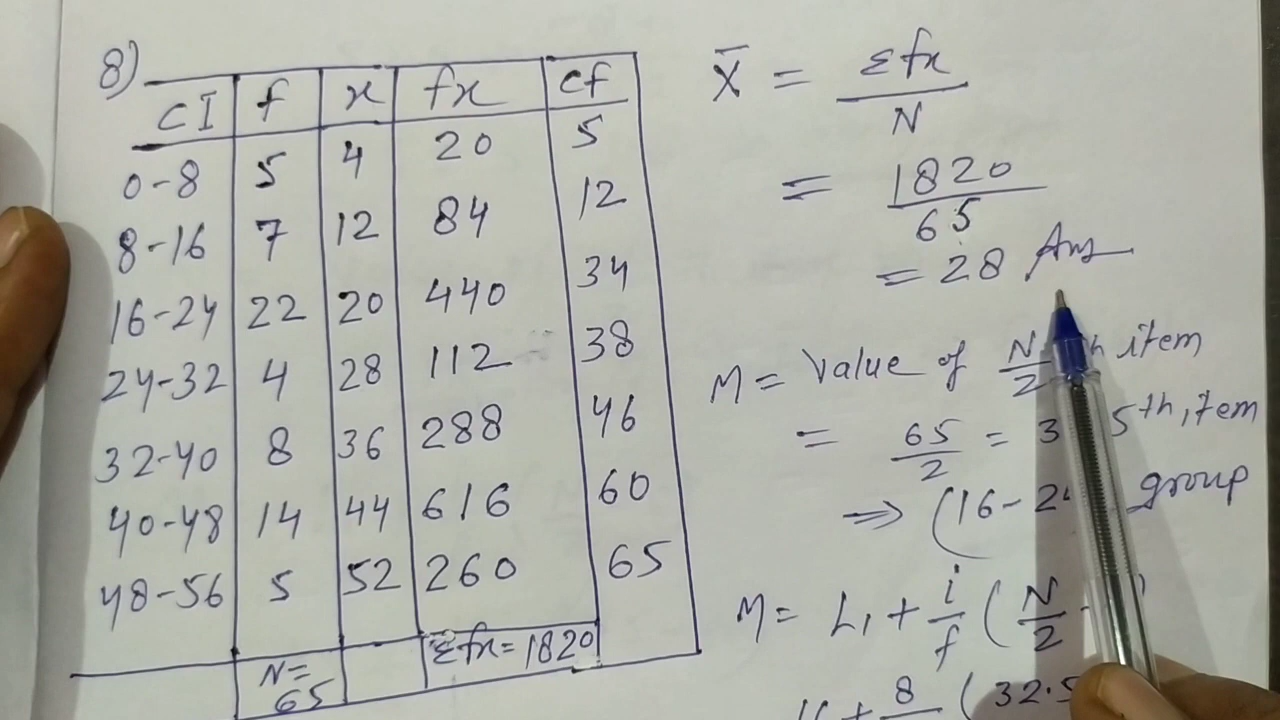 8)
CI f x fx cf
0-8 5 4 20 5
8-16 7 12 84 12
16-24 22 20 440 34
24-32 4 28 112 38
32-40 8 36 288 46
40-48 14 44 616 60
48-56 5 52 260 65
N=65 Σfx=1820
X̄ = Σfx/N
= 1820/65
= 28 Ans
M = Value of N/2 item
= 65/2 = 3 5th item
⇒ (16-24 group
M = L1 + i/f (N/2 -
+ 8 (32.5